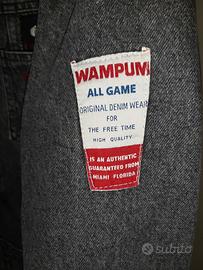 WAMPUM
ALL GAME
ORIGINAL DENIM WEAR
FOR
THE FREE TIME
HIGH QUALITY
IS AN AUTHENTIC
GUARANTEED FROM
MIAMI FLORIDA
subito